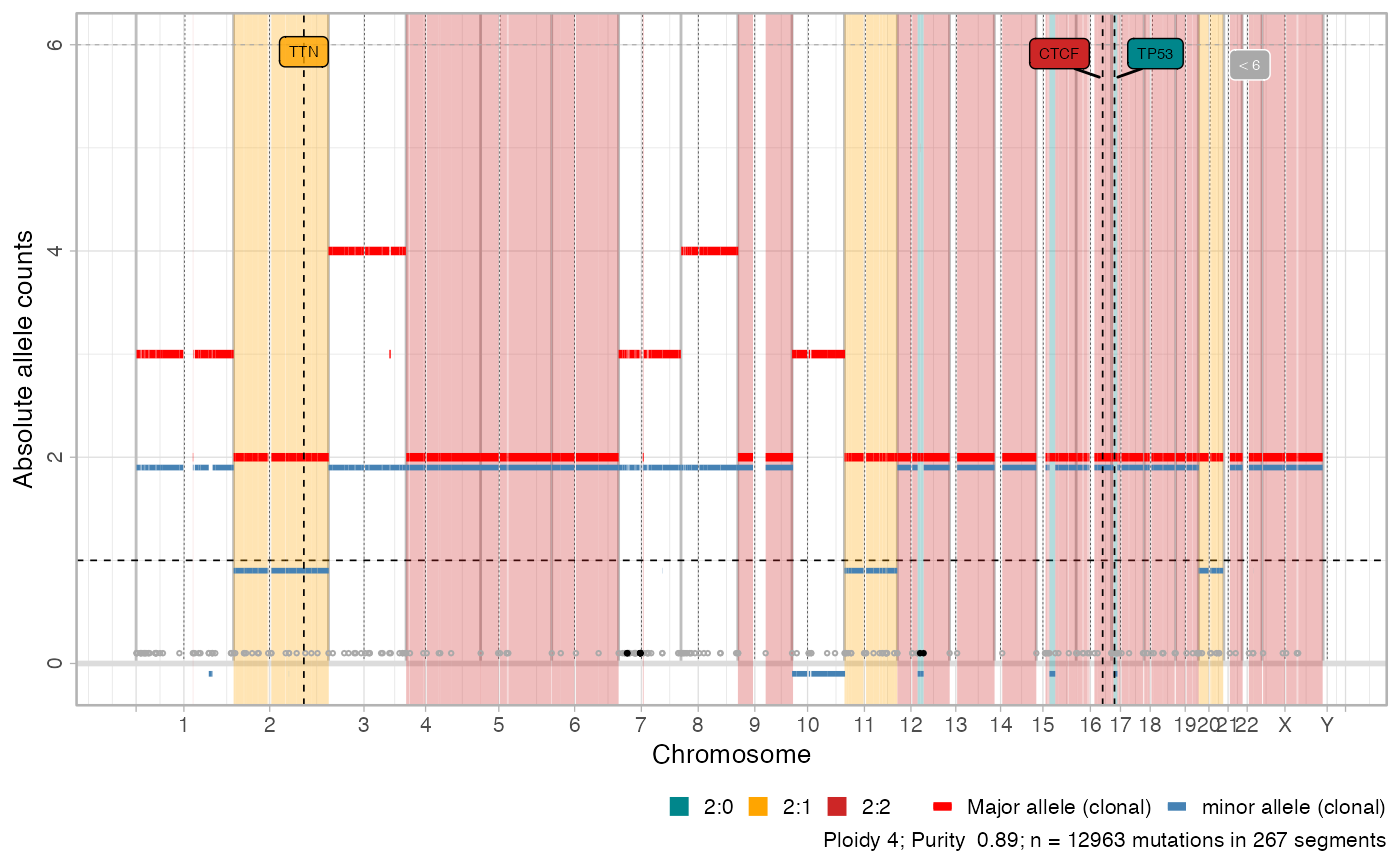 6
TTN
CTCF
TP53
< 6
4
2
0
Absolute allele counts
1 2 3 4 5 6 7 8 9 10 11 12 13 14 15 16 17 18 19 20 21 22 X Y
Chromosome
2:0 2:1 2:2 Major allele (clonal) minor allele (clonal)
Ploidy 4; Purity 0.89; n = 12963 mutations in 267 segments